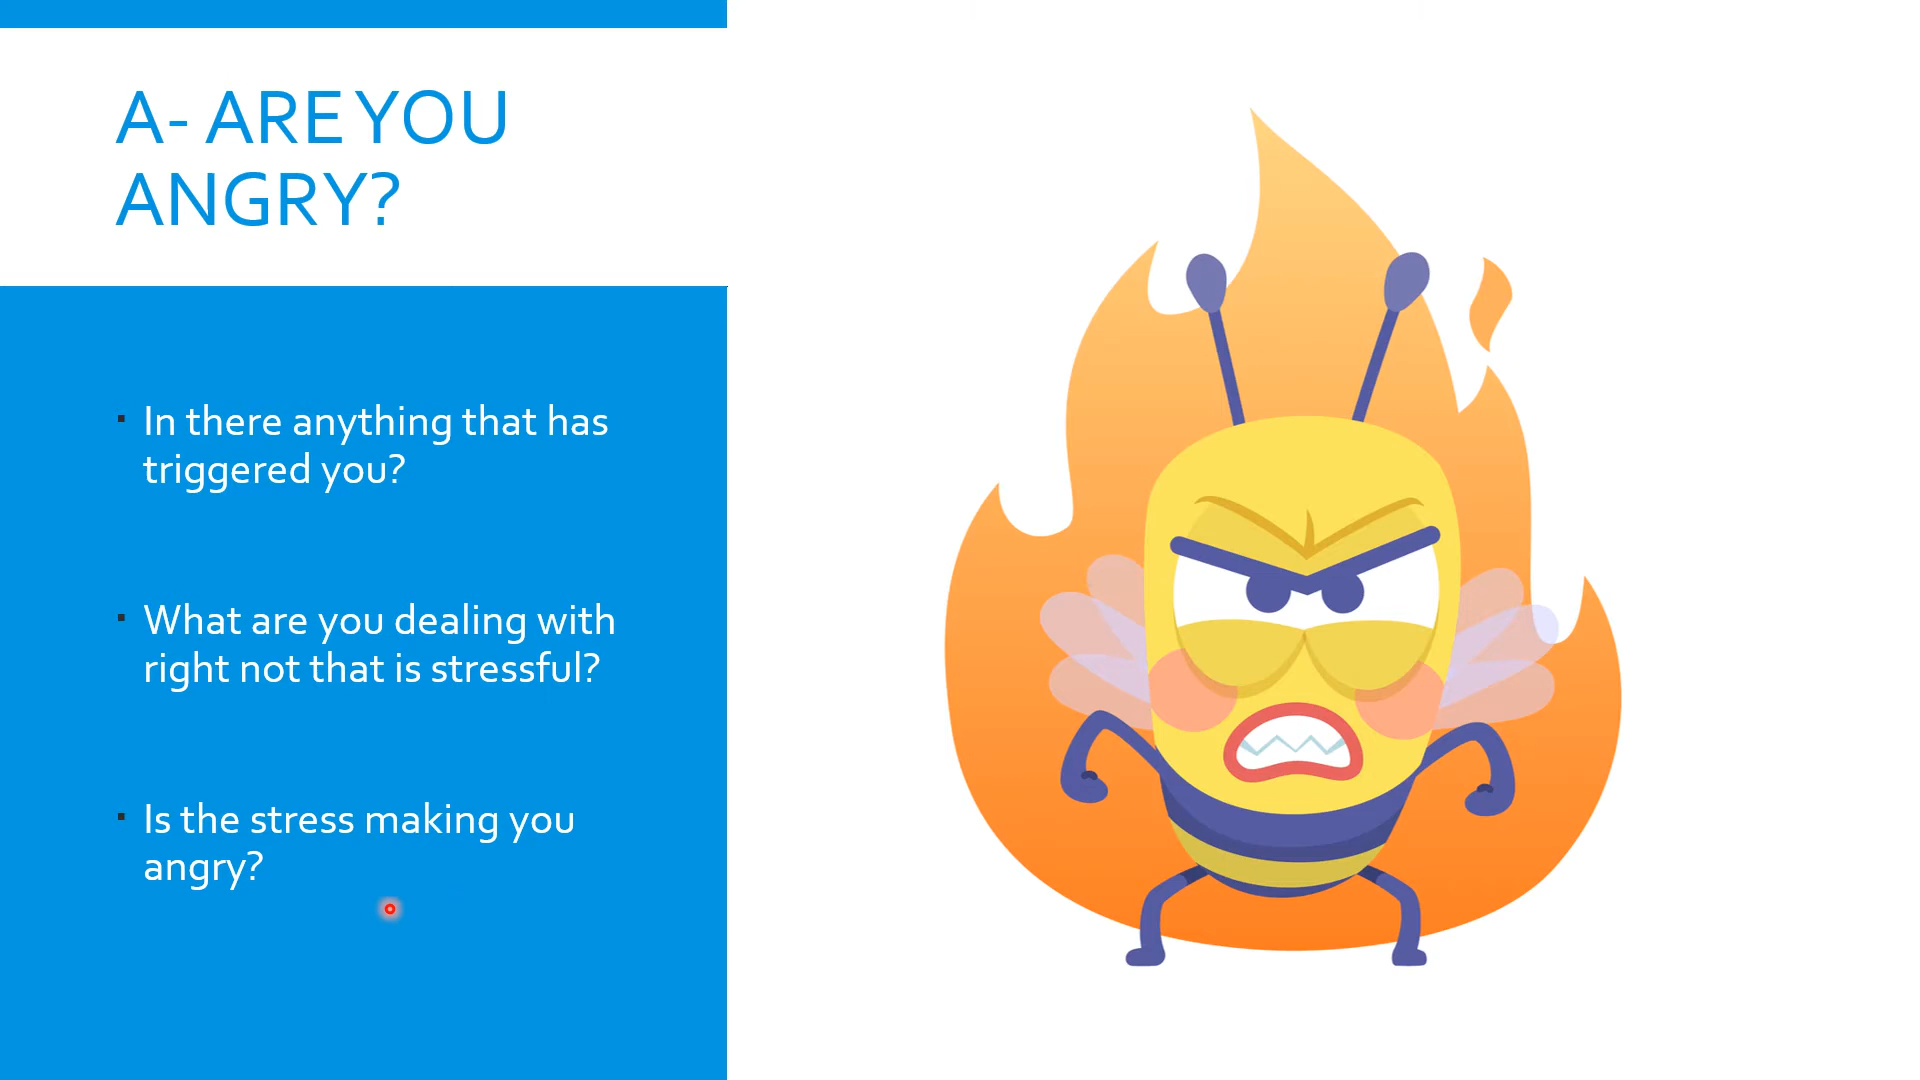 A- ARE YOU
ANGRY?
▪ In there anything that has
triggered you?
▪ What are you dealing with
right not that is stressful?
▪ Is the stress making you
angry?